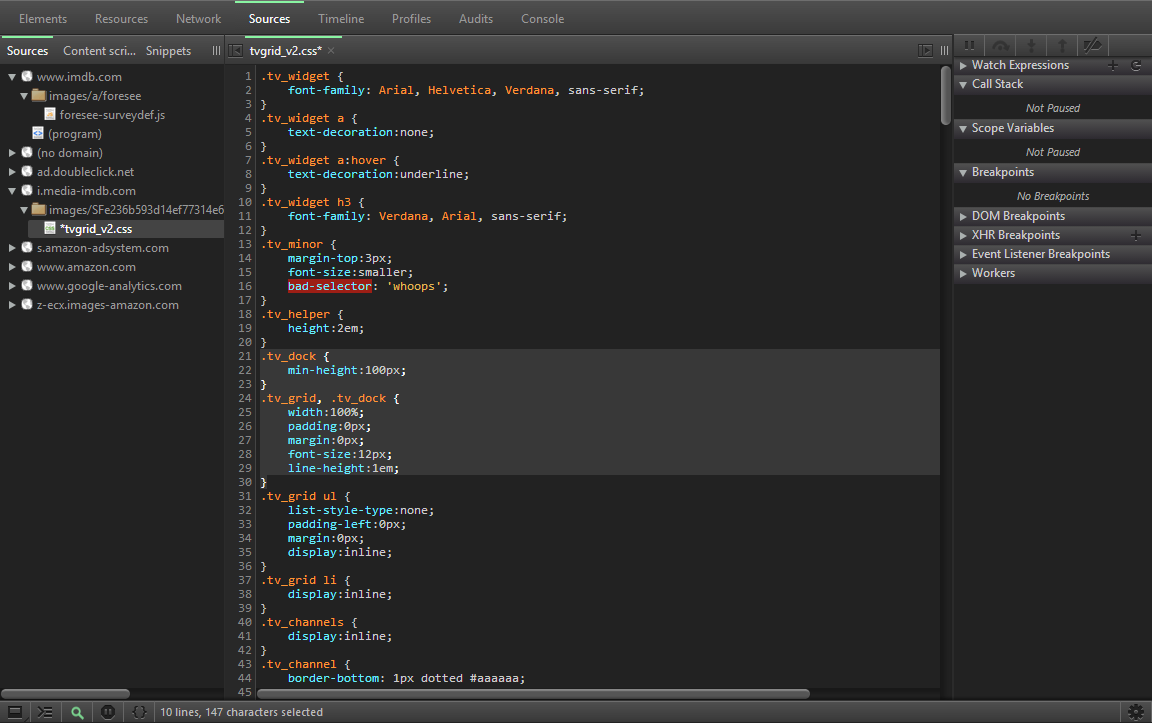 Elements Resources Network Sources Timeline Profiles Audits Console
Sources Content scri... Snippets
tvgrid_v2.css* ×
www.imdb.com
images/a/foresee
foresee-surveydef.js
(program)
(no domain)
ad.doubleclick.net
i.media-imdb.com
images/SFe236b593d14ef77314e6
*tvgrid_v2.css
s.amazon-adsystem.com
www.amazon.com
www.google-analytics.com
z-ecx.images-amazon.com
1 .tv_widget {
2 font-family: Arial, Helvetica, Verdana, sans-serif;
3 }
4 .tv_widget a {
5 text-decoration:none;
6 }
7 .tv_widget a:hover {
8 text-decoration:underline;
9 }
10 .tv_widget h3 {
11 font-family: Verdana, Arial, sans-serif;
12 }
13 .tv_minor {
14 margin-top:3px;
15 font-size:smaller;
16 bad-selector: 'whoops';
17 }
18 .tv_helper {
19 height:2em;
20 }
21 .tv_dock {
22 min-height:100px;
23 }
24 .tv_grid, .tv_dock {
25 width:100%;
26 padding:0px;
27 margin:0px;
28 font-size:12px;
29 line-height:1em;
30 }
31 .tv_grid ul {
32 list-style-type:none;
33 padding-left:0px;
34 margin:0px;
35 display:inline;
36 }
37 .tv_grid li {
38 display:inline;
39 }
40 .tv_channels {
41 display:inline;
42 }
43 .tv_channel {
44 border-bottom: 1px dotted #aaaaaa;
45
Watch Expressions
Call Stack
Not Paused
Scope Variables
Not Paused
Breakpoints
No Breakpoints
DOM Breakpoints
XHR Breakpoints
Event Listener Breakpoints
Workers
{} 10 lines, 147 characters selected